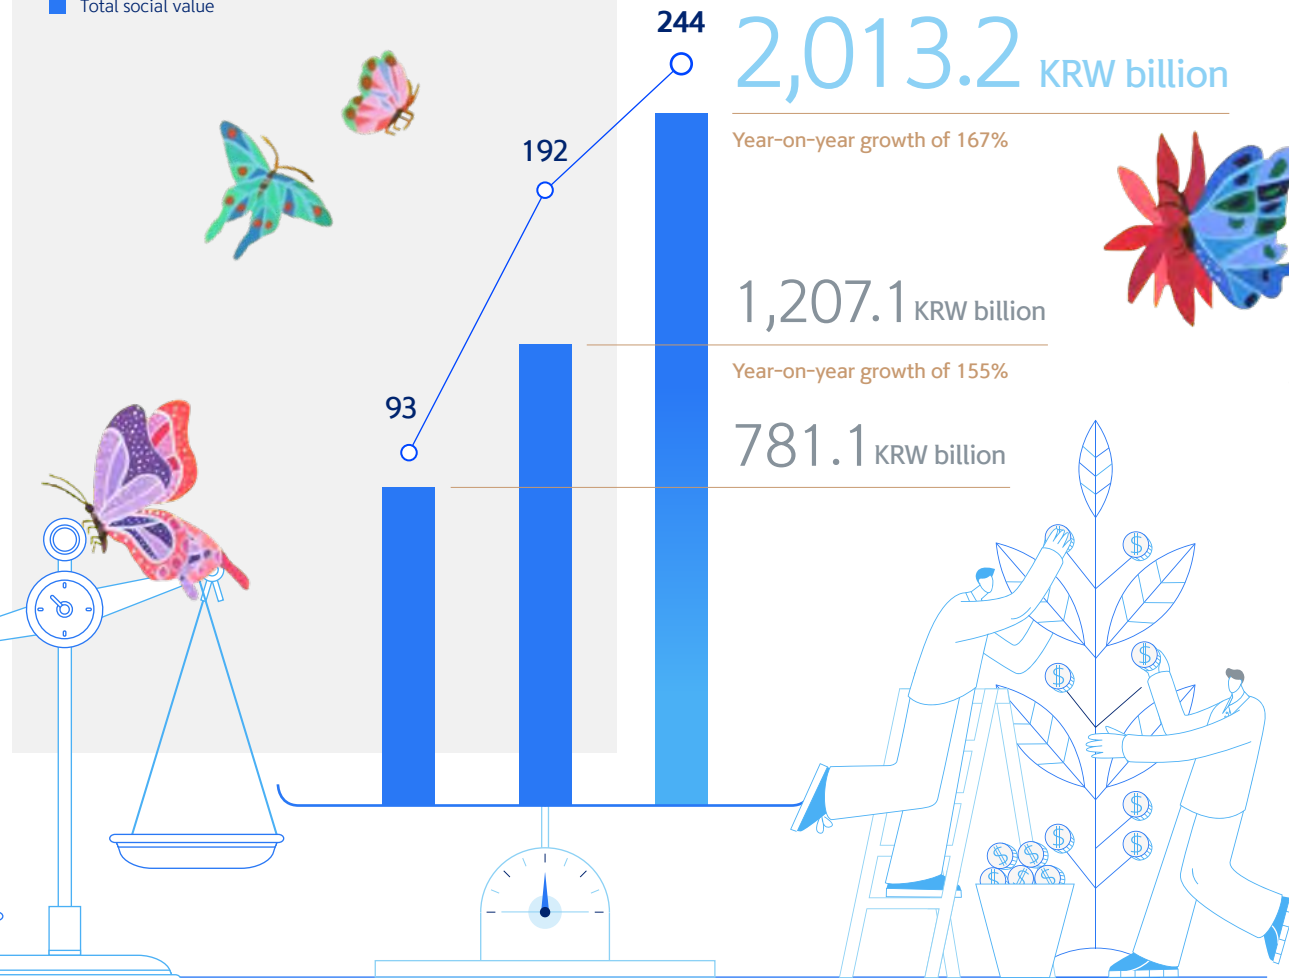 Total social value
244
2,013.2 KRW billion
Year-on-year growth of 167%
192
1,207.1 KRW billion
Year-on-year growth of 155%
93
781.1 KRW billion
$
$
$
$
$
$
$
$
$
$
$
$
$